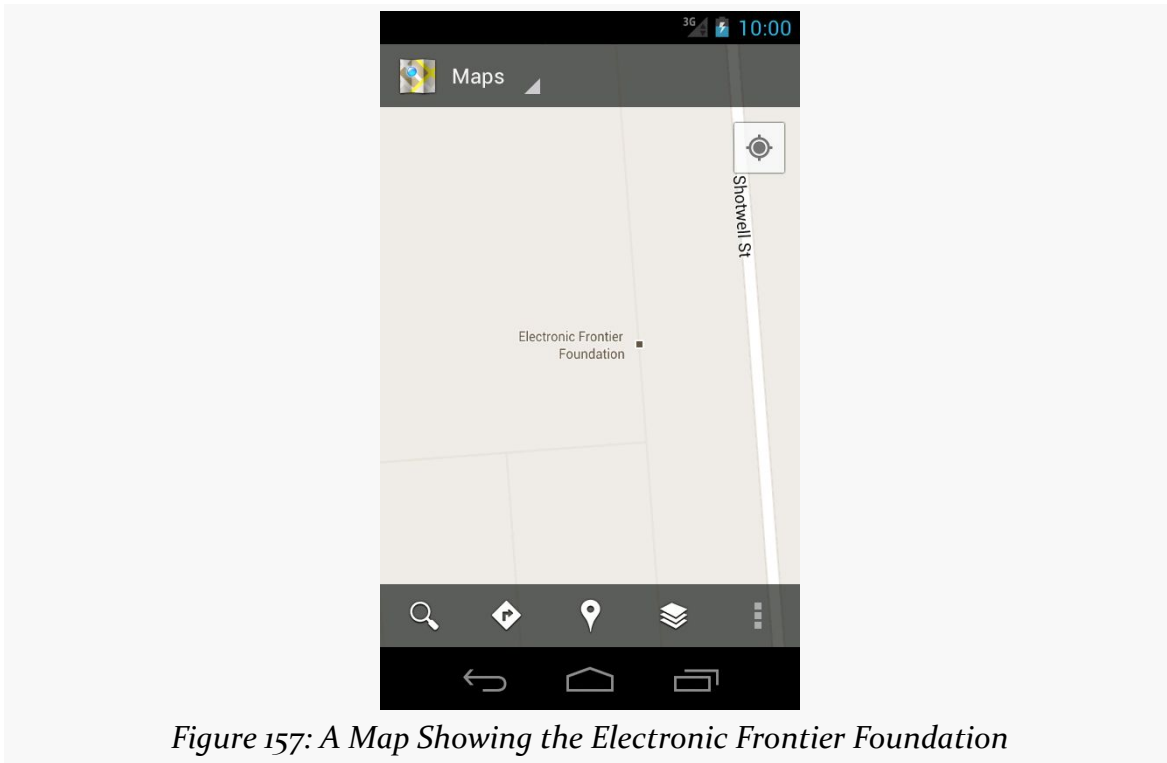 3G 10:00
Maps
Shotwell St
Electronic Frontier
Foundation
Figure 157: A Map Showing the Electronic Frontier Foundation